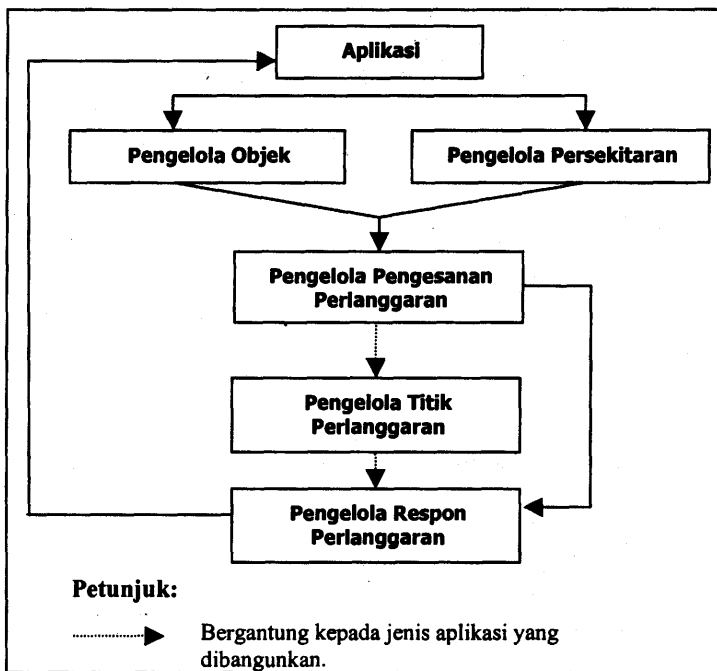 Aplikasi
Pengelola Objek
Pengelola Persekitaran
Pengelola Pengesanan
Perlanggaran
Pengelola Titik
Perlanggaran
Pengelola Respon
Perlanggaran
Petunjuk:
Bergantung kepada jenis aplikasi yang
dibangunkan.